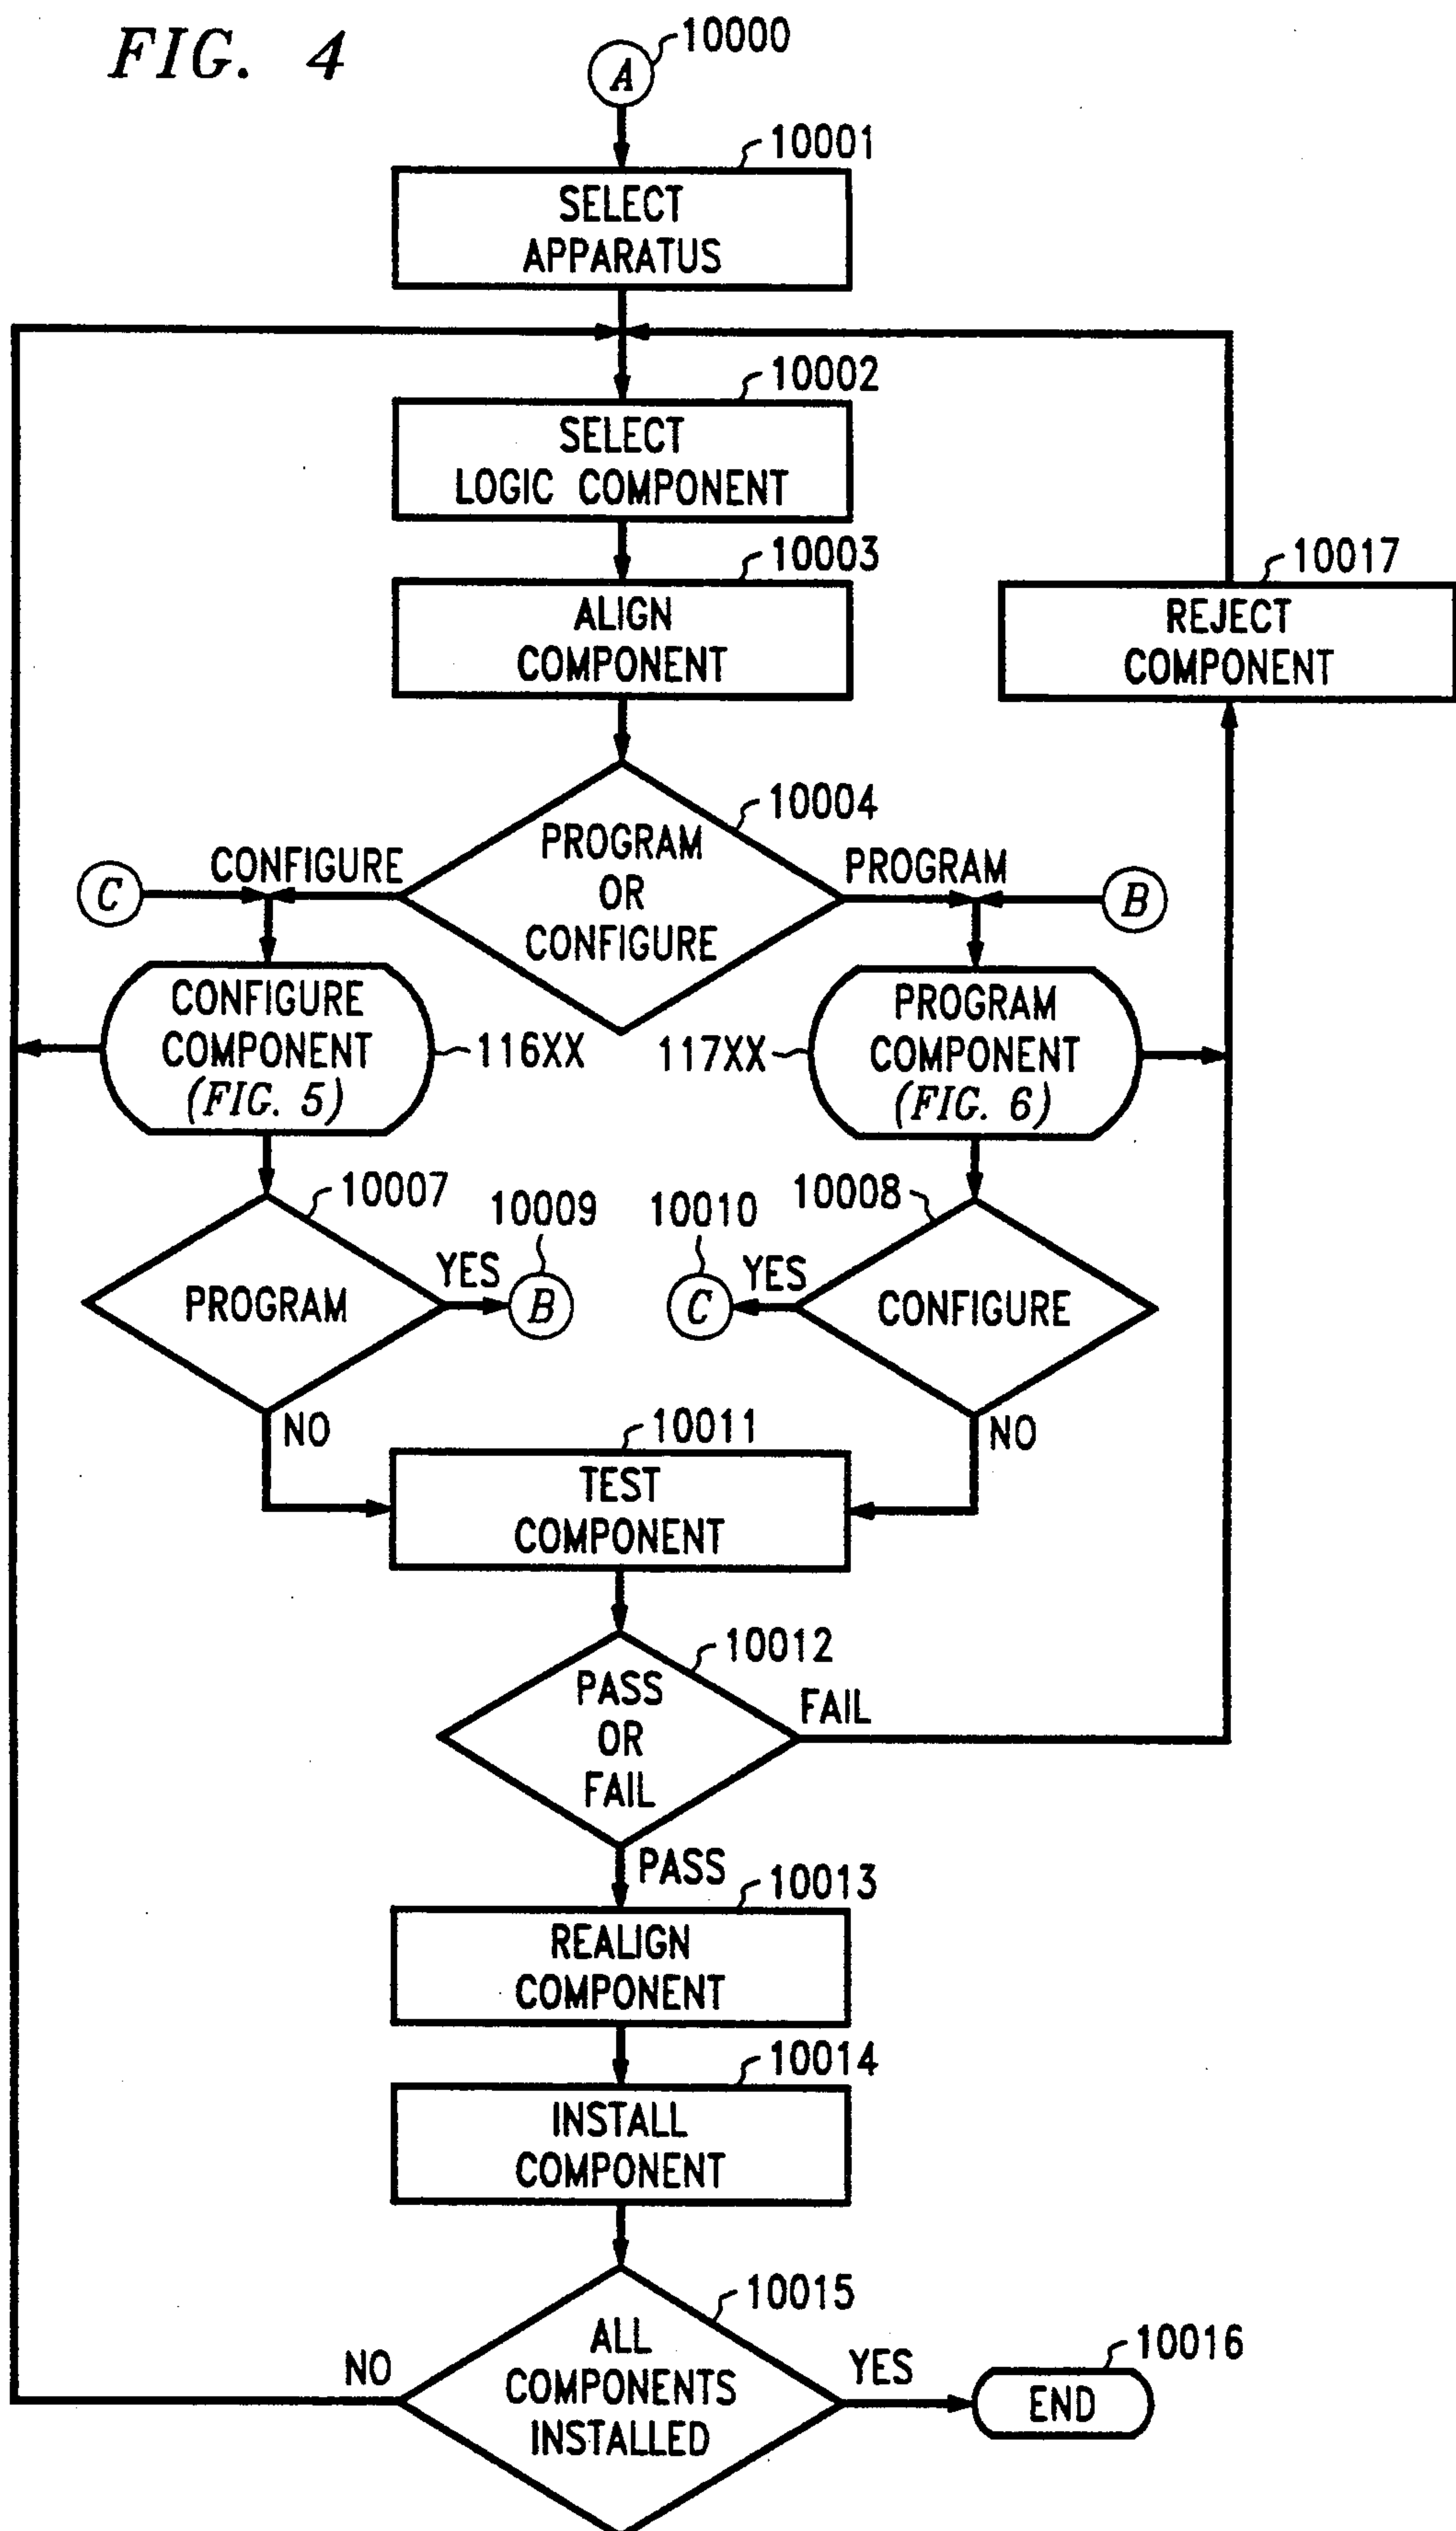 FIG. 4
A
10000
10001
SELECT
APPARATUS
10002
SELECT
LOGIC COMPONENT
10003
ALIGN
COMPONENT
10017
REJECT
COMPONENT
10004
PROGRAM
OR
CONFIGURE
CONFIGURE
PROGRAM
C
B
CONFIGURE
COMPONENT
(FIG. 5)
116XX
117XX
PROGRAM
COMPONENT
(FIG. 6)
10007
PROGRAM
YES
10009
B
10010
C
YES
10008
CONFIGURE
NO
NO
10011
TEST
COMPONENT
10012
PASS
OR
FAIL
FAIL
PASS
10013
REALIGN
COMPONENT
10014
INSTALL
COMPONENT
10015
ALL
COMPONENTS
INSTALLED
NO
YES
10016
END